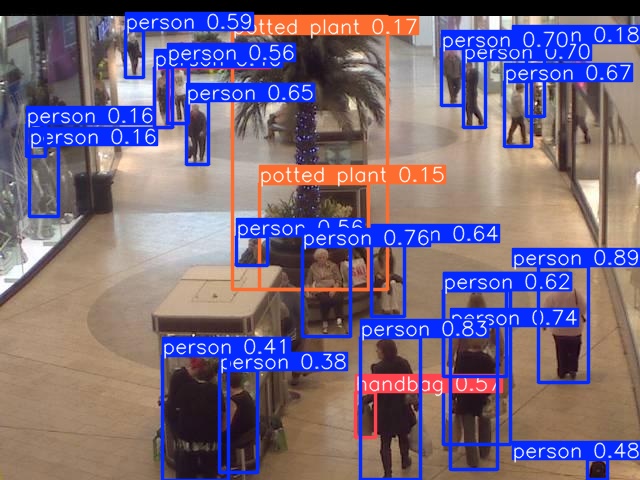 person 0.59
potted plant 0.17
person 0.70
n 0.18
person 0.56
person 0.70
person 0.67
person 0.65
person 0.16
person 0.16
potted plant 0.15
person 0.56
person 0.76
n 0.64
person 0.89
person 0.62
person 0.74
person 0.83
person 0.41
person 0.38
handbag 0.57
person 0.48